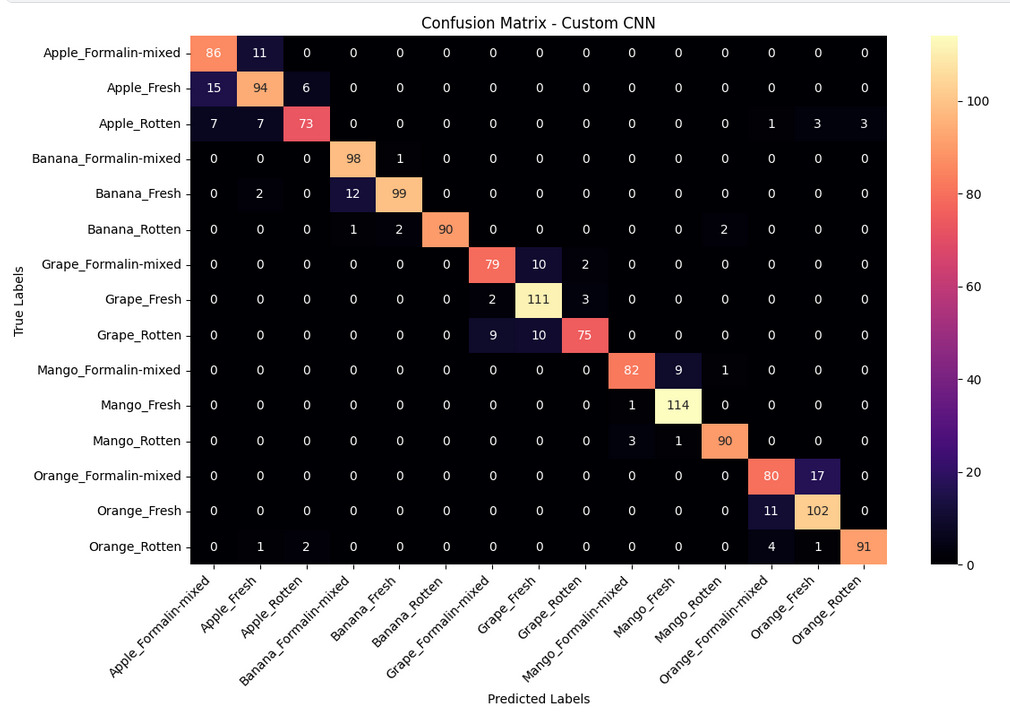 Confusion Matrix - Custom CNN
True Labels
Apple_Formalin-mixed 86 11 0 0 0 0 0 0 0 0 0 0 0 0 0
Apple_Fresh 15 94 6 0 0 0 0 0 0 0 0 0 0 0 0
Apple_Rotten 7 7 73 0 0 0 0 0 0 0 0 0 1 3 3
Banana_Formalin-mixed 0 0 0 98 1 0 0 0 0 0 0 0 0 0 0
Banana_Fresh 0 2 0 12 99 0 0 0 0 0 0 0 0 0 0
Banana_Rotten 0 0 0 1 2 90 0 0 0 0 0 2 0 0 0
Grape_Formalin-mixed 0 0 0 0 0 0 79 10 2 0 0 0 0 0 0
Grape_Fresh 0 0 0 0 0 0 2 111 3 0 0 0 0 0 0
Grape_Rotten 0 0 0 0 0 0 9 10 75 0 0 0 0 0 0
Mango_Formalin-mixed 0 0 0 0 0 0 0 0 0 82 9 1 0 0 0
Mango_Fresh 0 0 0 0 0 0 0 0 0 1 114 0 0 0 0
Mango_Rotten 0 0 0 0 0 0 0 0 0 3 1 90 0 0 0
Orange_Formalin-mixed 0 0 0 0 0 0 0 0 0 0 0 0 80 17 0
Orange_Fresh 0 0 0 0 0 0 0 0 0 0 0 0 11 102 0
Orange_Rotten 0 1 2 0 0 0 0 0 0 0 0 0 4 1 91
Apple_Formalin-mixed
Apple_Fresh
Apple_Rotten
Banana_Formalin-mixed
Banana_Fresh
Banana_Rotten
Grape_Formalin-mixed
Grape_Fresh
Grape_Rotten
Mango_Formalin-mixed
Mango_Fresh
Mango_Rotten
Orange_Formalin-mixed
Orange_Fresh
Orange_Rotten
Predicted Labels
100
80
60
40
20
0